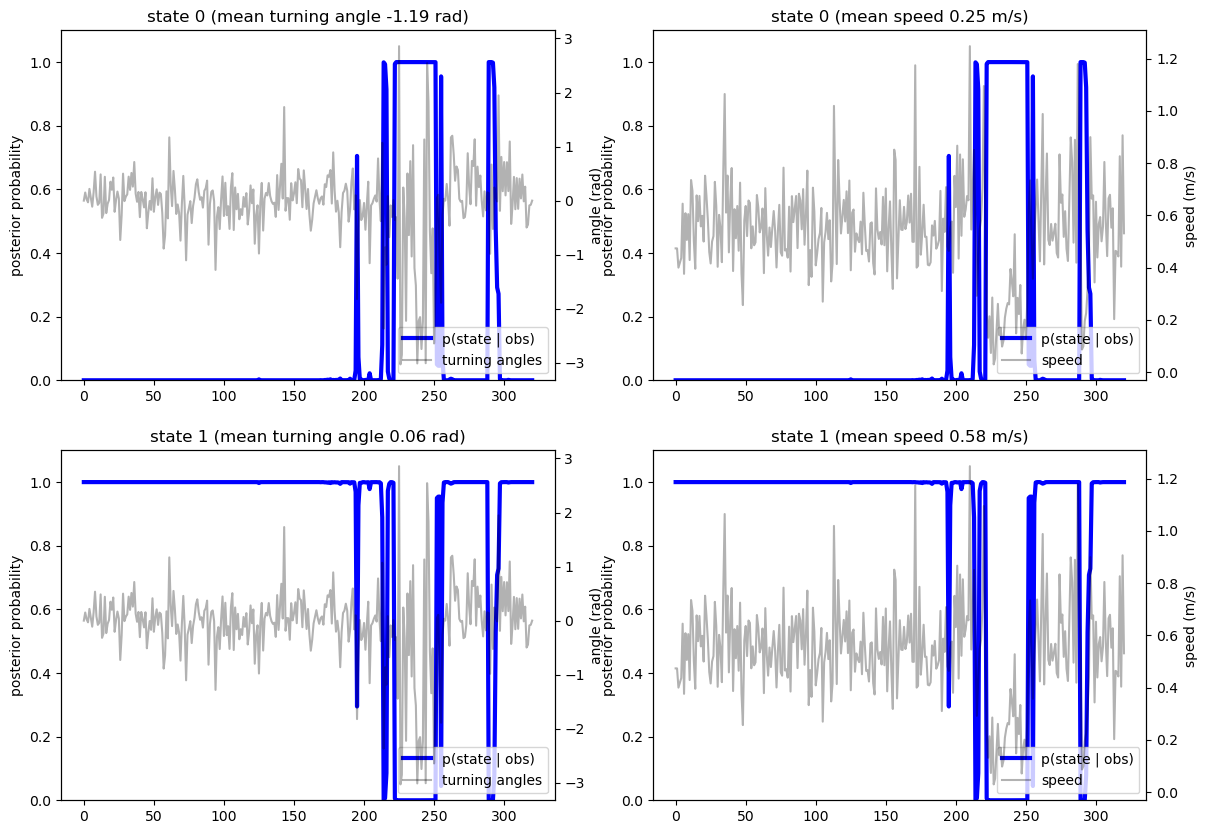 state 0 (mean turning angle -1.19 rad)
posterior probability
1.0
0.8
0.6
0.4
0.2
0.0
3
2
1
0
−1
−2
−3
angle (rad)
0 50 100 150 200 250 300
p(state | obs)
turning angles
state 0 (mean speed 0.25 m/s)
posterior probability
1.0
0.8
0.6
0.4
0.2
0.0
1.2
1.0
0.8
0.6
0.4
0.2
0.0
speed (m/s)
0 50 100 150 200 250 300
p(state | obs)
speed
state 1 (mean turning angle 0.06 rad)
posterior probability
1.0
0.8
0.6
0.4
0.2
0.0
3
2
1
0
−1
−2
−3
angle (rad)
0 50 100 150 200 250 300
p(state | obs)
turning angles
state 1 (mean speed 0.58 m/s)
posterior probability
1.0
0.8
0.6
0.4
0.2
0.0
1.2
1.0
0.8
0.6
0.4
0.2
0.0
speed (m/s)
0 50 100 150 200 250 300
p(state | obs)
speed